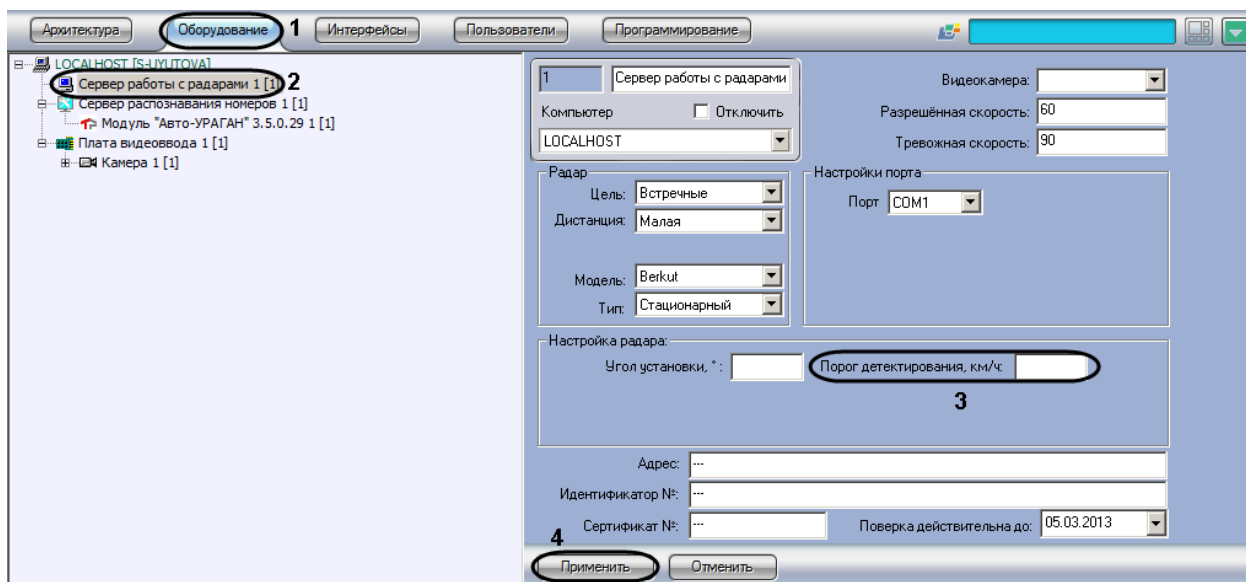 Архитектура Оборудование 1 Интерфейсы Пользователи Программирование
LOCALHOST [S-UYUTOVA]
Сервер работы с радарами 1 [1] 2
Сервер распознавания номеров 1 [1]
Модуль "Авто-УРАГАН" 3.5.0.29 1 [1]
Плата видеоввода 1 [1]
Камера 1 [1]
1 Сервер работы с радарами
Компьютер Отключить
LOCALHOST
Видеокамера:
Разрешённая скорость: 60
Тревожная скорость: 90
Радар
Цель: Встречные
Дистанция: Малая
Модель: Berkut
Тип: Стационарный
Настройки порта
Порт COM1
Настройка радара:
Угол установки, ° : Порог детектирования, км/ч:
3
Адрес: ---
Идентификатор №: ---
Сертификат №: --- Поверка действительна до: 05.03.2013
4
Применить Отменить